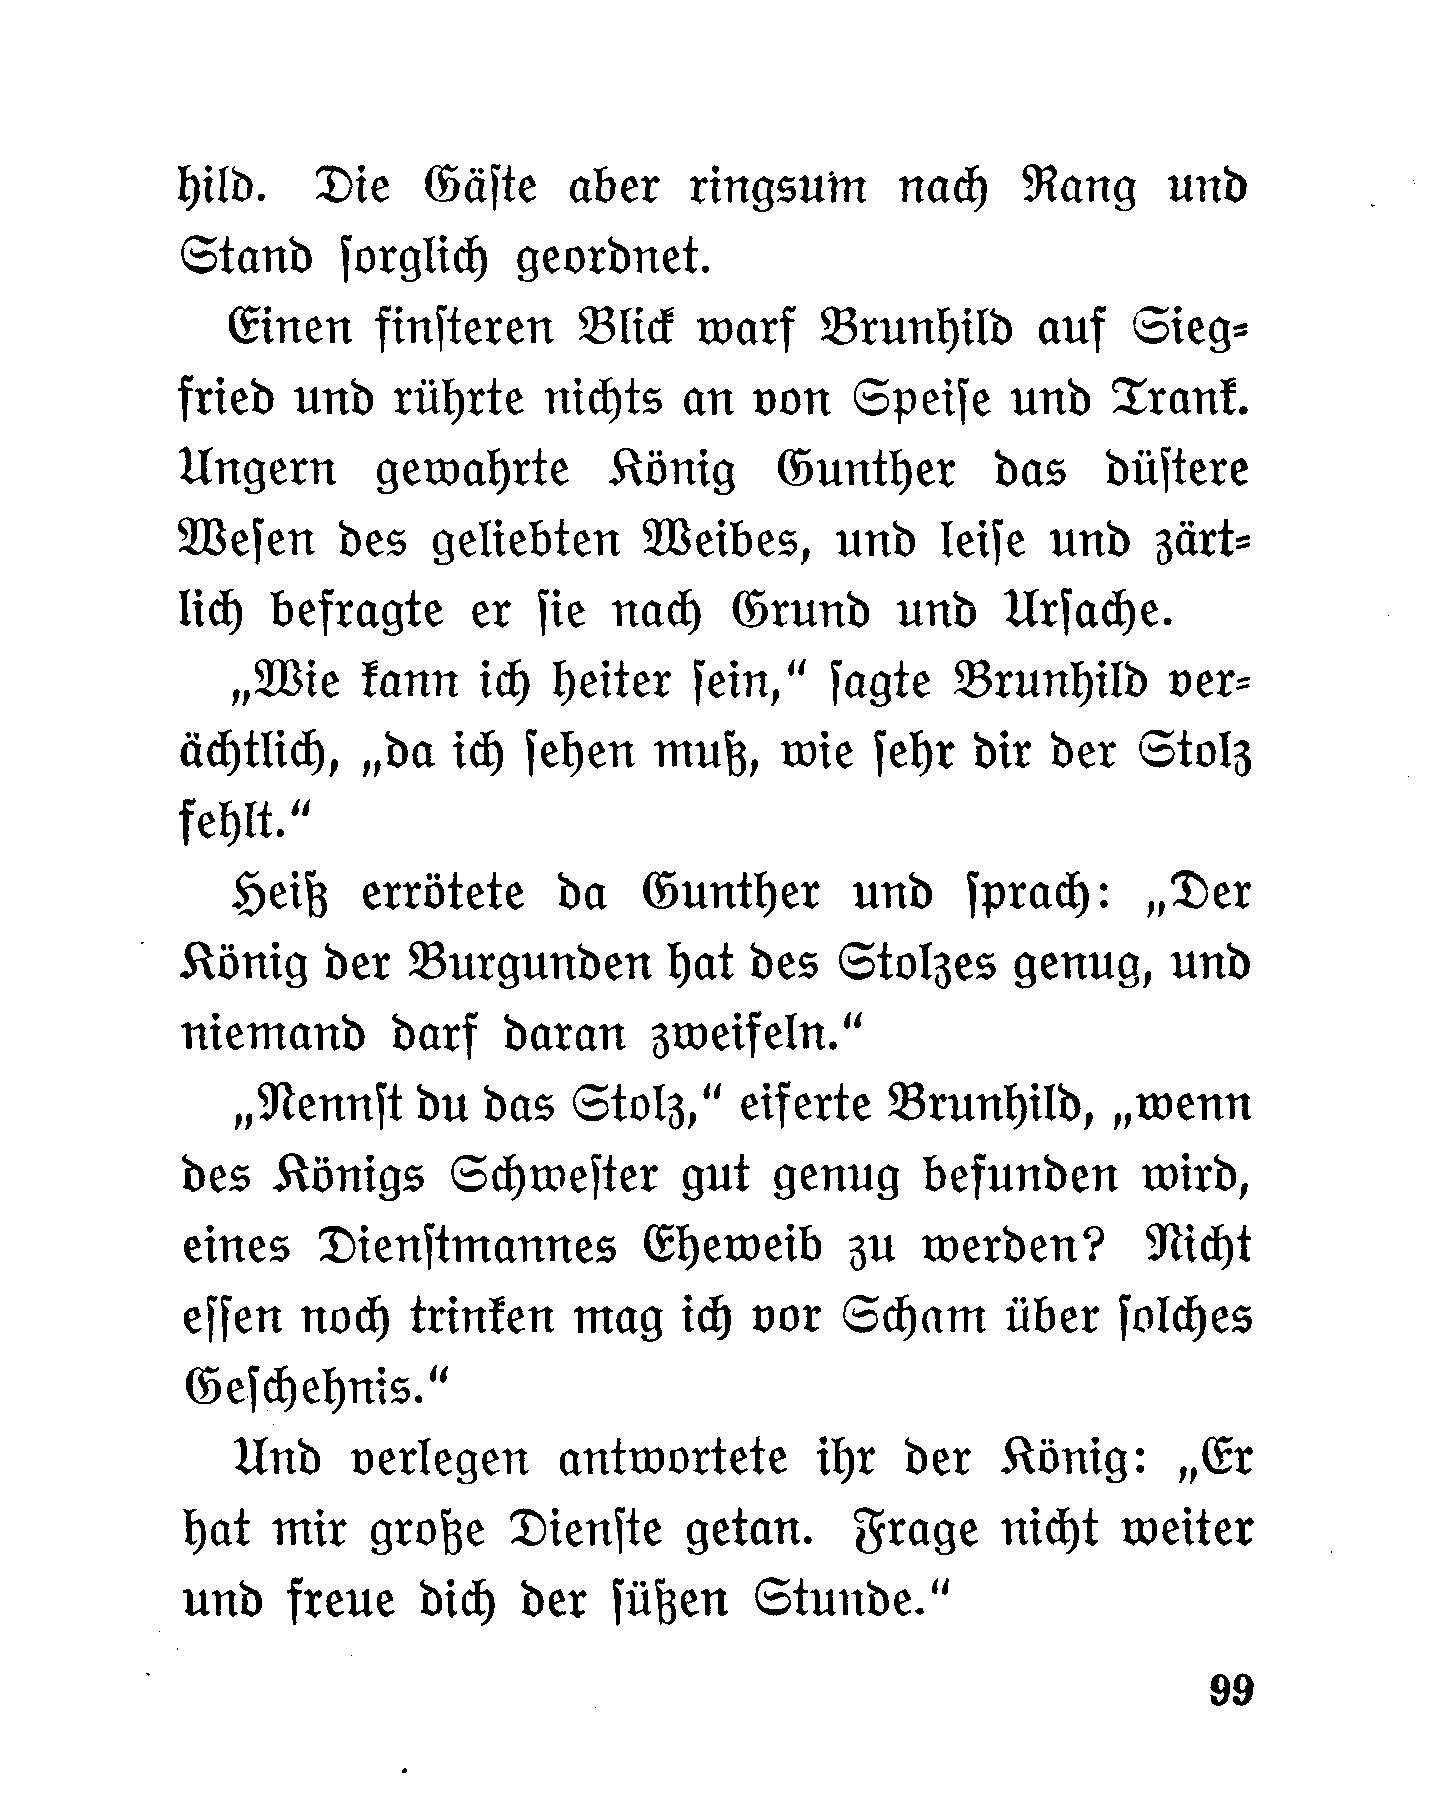 hild. Die Gäſte aber ringsum nach Rang und
Stand ſorglich geordnet.
Einen finſteren Blick warf Brunhild auf Sieg⸗
fried und rührte nichts an von Speiſe und Trank.
Ungern gewahrte König Gunther das düſtere
Weſen des geliebten Weibes, und leiſe und zärt⸗
lich befragte er ſie nach Grund und Urſache.
„Wie kann ich heiter ſein,“ ſagte Brunhild ver⸗
ächtlich, „da ich ſehen muß, wie ſehr dir der Stolz
fehlt.“
Heiß errötete da Gunther und ſprach: „Der
König der Burgunden hat des Stolzes genug, und
niemand darf daran zweifeln.“
„Nennſt du das Stolz,“ eiferte Brunhild, „wenn
des Königs Schweſter gut genug befunden wird,
eines Dienſtmannes Eheweib zu werden? Nicht
eſſen noch trinken mag ich vor Scham über ſolches
Geſchehnis.“
Und verlegen antwortete ihr der König: „Er
hat mir große Dienſte getan. Frage nicht weiter
und freue dich der ſüßen Stunde.“
99